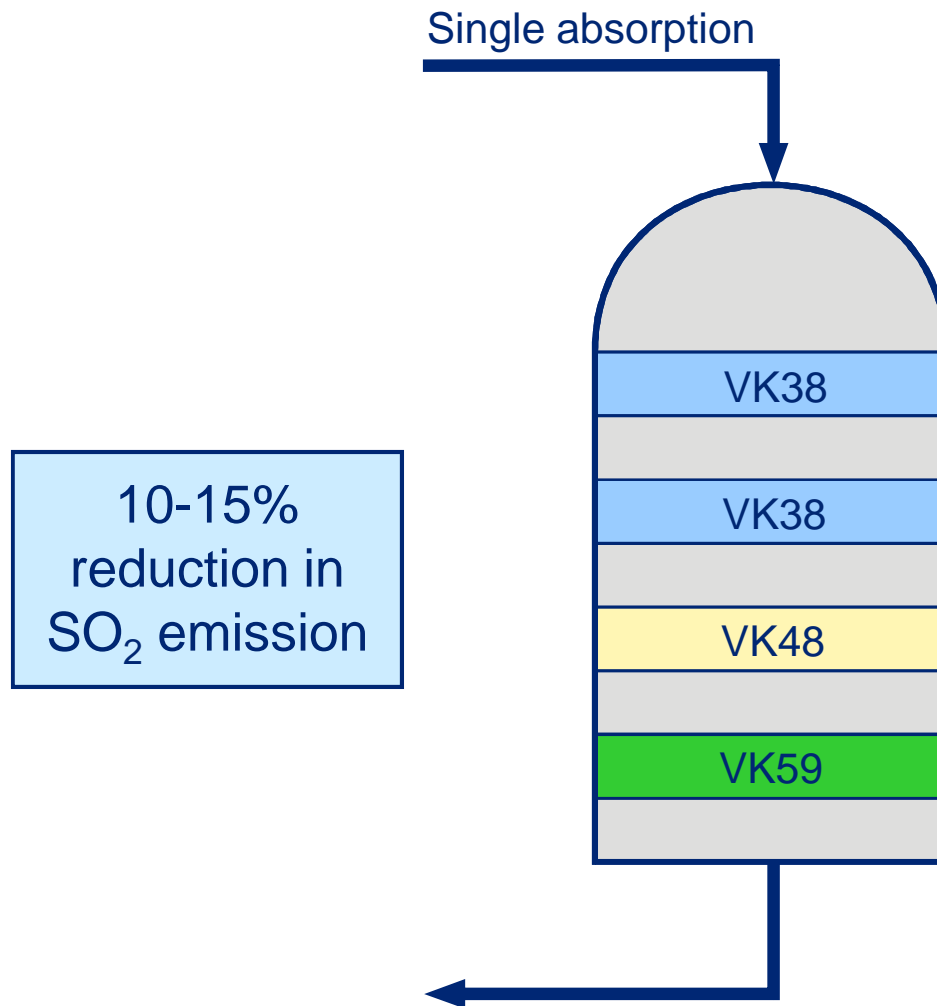 Single absorption
VK38
10-15%
reduction in
SO₂ emission
VK38
VK48
VK59